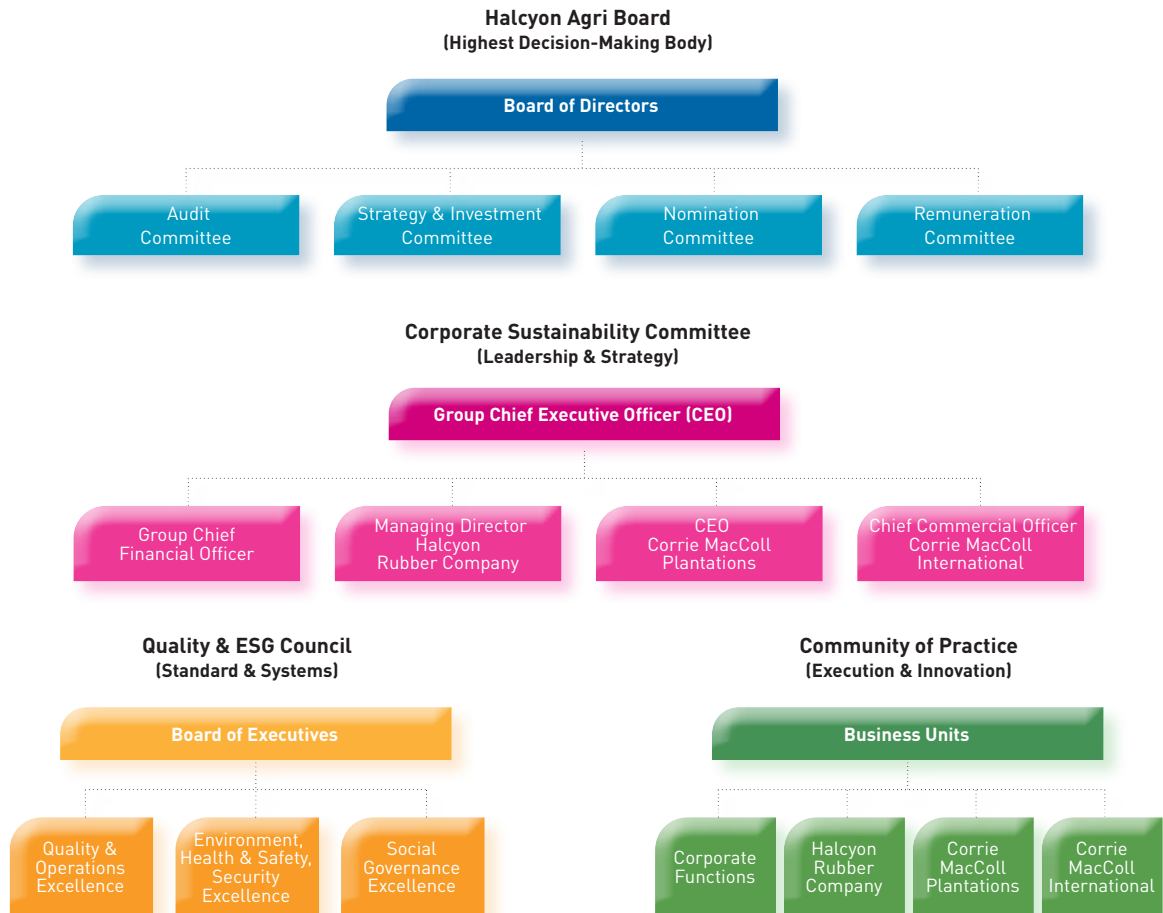 Halcyon Agri Board
(Highest Decision-Making Body)
Board of Directors
Audit
Committee
Strategy & Investment
Committee
Nomination
Committee
Remuneration
Committee
Corporate Sustainability Committee
(Leadership & Strategy)
Group Chief Executive Officer (CEO)
Group Chief
Financial Officer
Managing Director
Halcyon
Rubber Company
CEO
Corrie MacColl
Plantations
Chief Commercial Officer
Corrie MacColl
International
Quality & ESG Council
(Standard & Systems)
Board of Executives
Quality &
Operations
Excellence
Environment,
Health & Safety,
Security
Excellence
Social
Governance
Excellence
Community of Practice
(Execution & Innovation)
Business Units
Corporate
Functions
Halcyon
Rubber
Company
Corrie
MacColl
Plantations
Corrie
MacColl
International